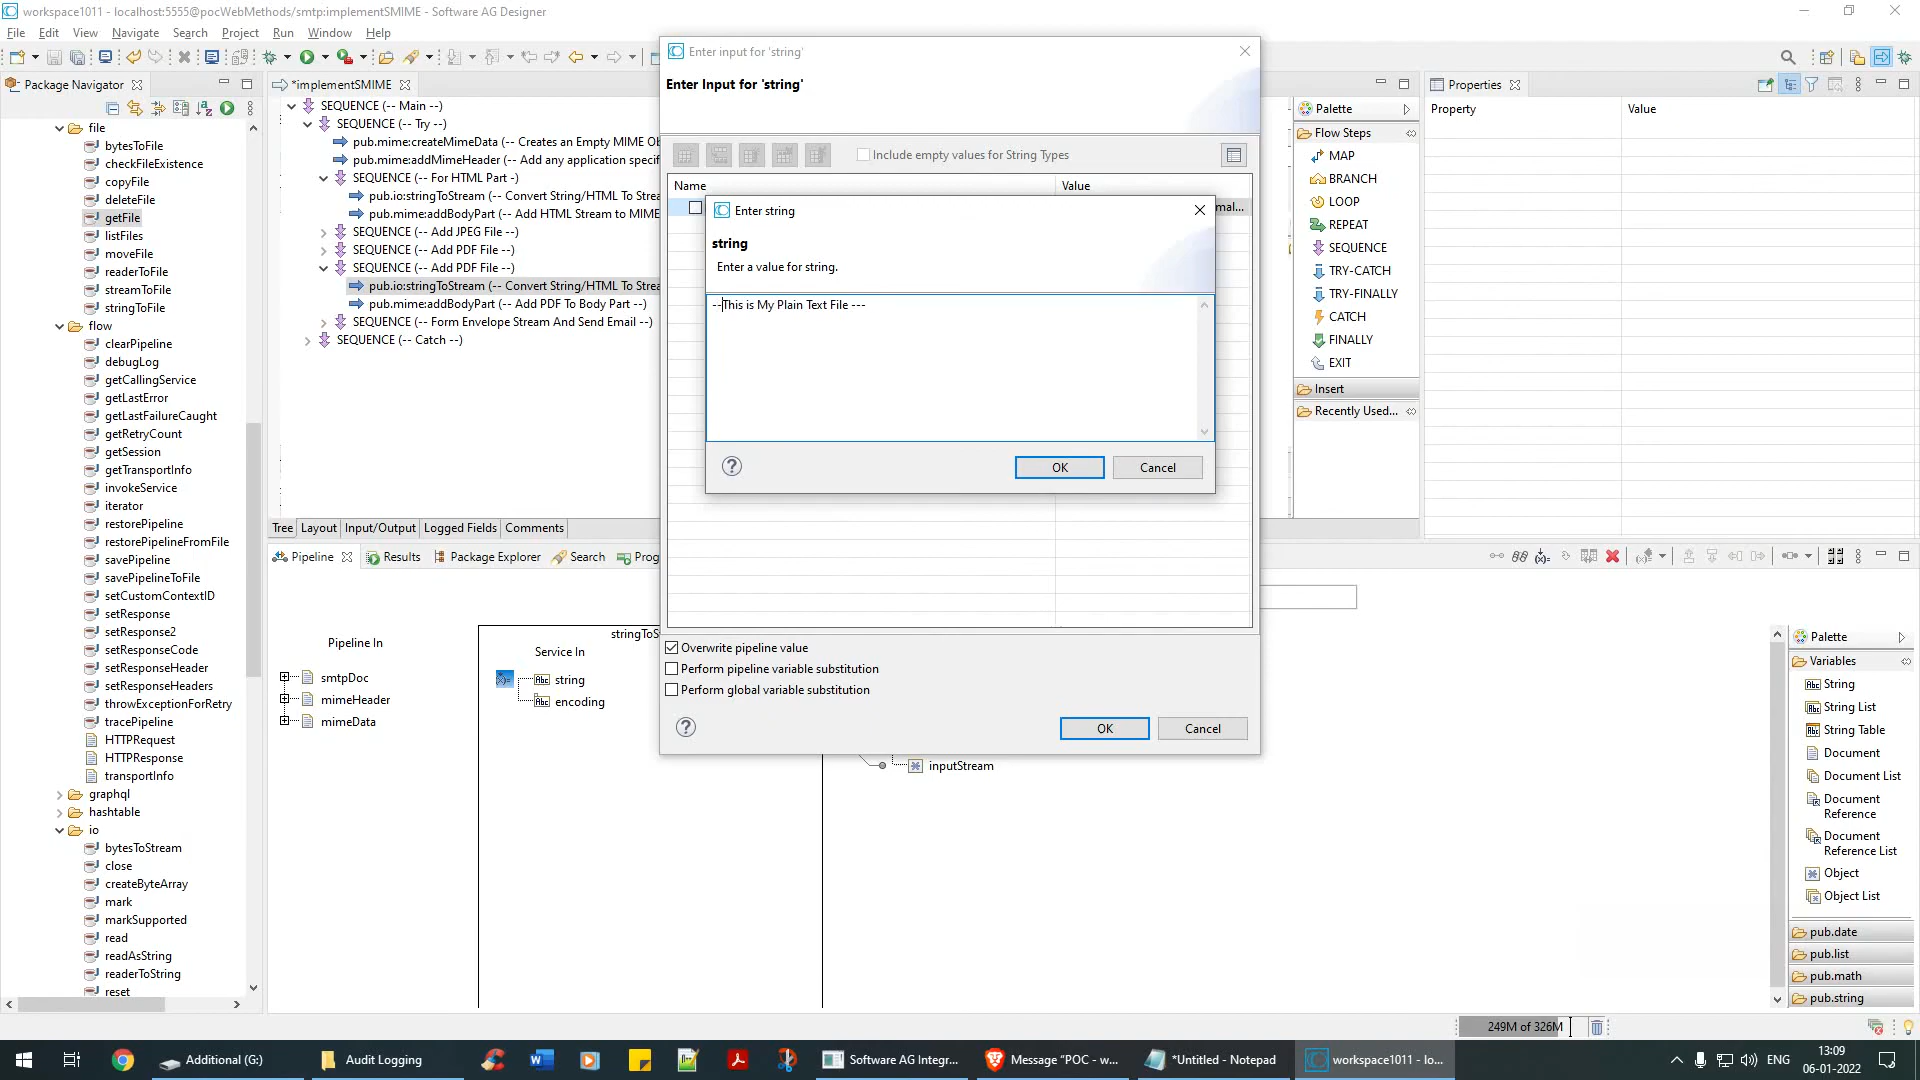 workspace1011 - localhost:5555@pocWebMethods/smtp:implementSMIME - Software AG Designer
File Edit View Navigate Search Project Run Window Help
Package Navigator
file
bytesToFile
checkFileExistence
copyFile
deleteFile
getFile
listFiles
moveFile
readerToFile
streamToFile
stringToFile
flow
clearPipeline
debugLog
getCallingService
getLastError
getLastFailureCaught
getRetryCount
getSession
getTransportInfo
invokeService
iterator
restorePipeline
restorePipelineFromFile
savePipeline
savePipelineToFile
setCustomContextID
setResponse
setResponse2
setResponseCode
setResponseHeader
setResponseHeaders
throwExceptionForRetry
tracePipeline
HTTPRequest
HTTPResponse
transportInfo
graphql
hashtable
io
bytesToStream
close
createByteArray
mark
markSupported
read
readAsString
readerToString
reset
*implementSMIME
SEQUENCE (-- Main --)
SEQUENCE (-- Try --)
pub.mime:createMimeData (-- Creates an Empty MIME Ob
pub.mime:addMimeHeader (-- Add any application specif
SEQUENCE (-- For HTML Part -)
pub.io:stringToStream (-- Convert String/HTML To Strea
pub.mime:addBodyPart (-- Add HTML Stream to MIME
SEQUENCE (-- Add JPEG File --)
SEQUENCE (-- Add PDF File --)
SEQUENCE (-- Add PDF File --)
pub.io:stringToStream (-- Convert String/HTML To Strea
pub.mime:addBodyPart (-- Add PDF To Body Part --)
SEQUENCE (-- Form Envelope Stream And Send Email --)
SEQUENCE (-- Catch --)
Tree Layout Input/Output Logged Fields Comments
Pipeline Results Package Explorer Search Prog
Pipeline In
smtpDoc
mimeHeader
mimeData
stringToS
Service In
string
encoding
inputStream
Enter input for 'string'
Enter Input for 'string'
Include empty values for String Types
Name Value
mal...
Enter string
string
Enter a value for string.
--This is My Plain Text File ---
OK Cancel
Overwrite pipeline value
Perform pipeline variable substitution
Perform global variable substitution
OK Cancel
Palette
Flow Steps
MAP
BRANCH
LOOP
REPEAT
SEQUENCE
TRY-CATCH
TRY-FINALLY
CATCH
FINALLY
EXIT
Insert
Recently Used...
Properties
Property Value
Palette
Variables
String
String List
String Table
Document
Document List
Document
Reference
Document
Reference List
Object
Object List
pub.date
pub.list
pub.math
pub.string
249M of 326M
Additional (G:)
Audit Logging
Software AG Integr...
Message "POC - w...
*Untitled - Notepad
workspace1011 - lo...
ENG
13:09
06-01-2022